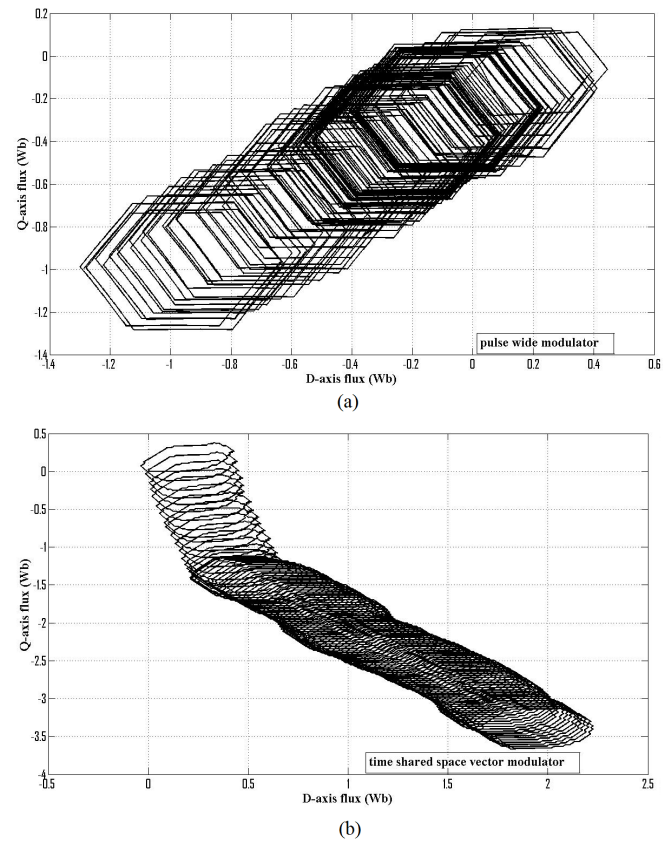 0.2
0
-0.2
-0.4
-0.6
-0.8
-1
-1.2
-1.4
Q-axis flux (Wb)
pulse wide modulator
-1.4 -1.2 -1 -0.8 -0.6 -0.4 -0.2 0 0.2 0.4 0.6
D-axis flux (Wb)
(a)
0.5
0
-0.5
-1
-1.5
-2
-2.5
-3
-3.5
-4
Q-axis flux (Wb)
time shared space vector modulator
-0.5 0 0.5 1 1.5 2 2.5
D-axis flux (Wb)
(b)